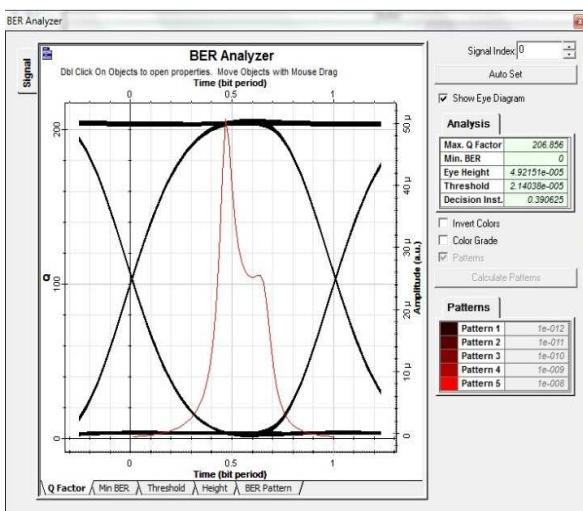 BER Analyzer
Signal
BER Analyzer
Dbl Click On Objects to open properties. Move Objects with Mouse Drag
Time (bit period)
0 0.5 1
200
100
0
Q
50 μ
40 μ
30 μ
20 μ
10 μ
0
Amplitude (a.u.)
0 0.5 1
Time (bit period)
Q Factor Min BER Threshold Height BER Pattern
Signal Index: 0
Auto Set
Show Eye Diagram
Analysis
Max. Q Factor 206.856
Min. BER 0
Eye Height 4.92151e-005
Threshold 2.14038e-005
Decision Inst. 0.390625
Invert Colors
Color Grade
Patterns
Calculate Patterns
Patterns
Pattern 1 1e-012
Pattern 2 1e-011
Pattern 3 1e-010
Pattern 4 1e-009
Pattern 5 1e-008